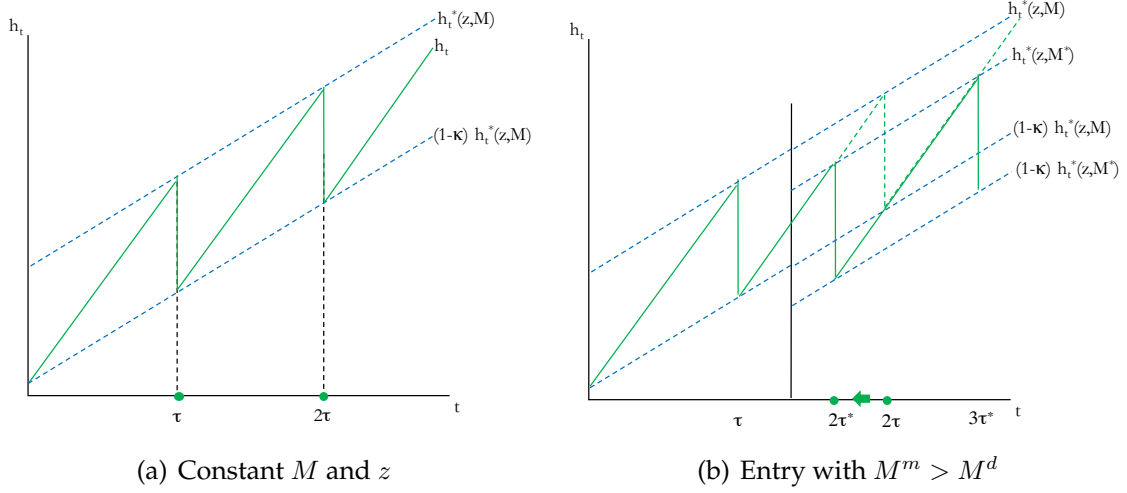 h_t^*(z,M)
h_t
h_t
(1-κ) h_t^*(z,M)
τ
2τ
t
(a) Constant M and z
h_t^*(z,M)
h_t
h_t^*(z,M*)
(1-κ) h_t^*(z,M)
(1-κ) h_t^*(z,M*)
τ
2τ*
2τ
3τ*
t
(b) Entry with M^m > M^d